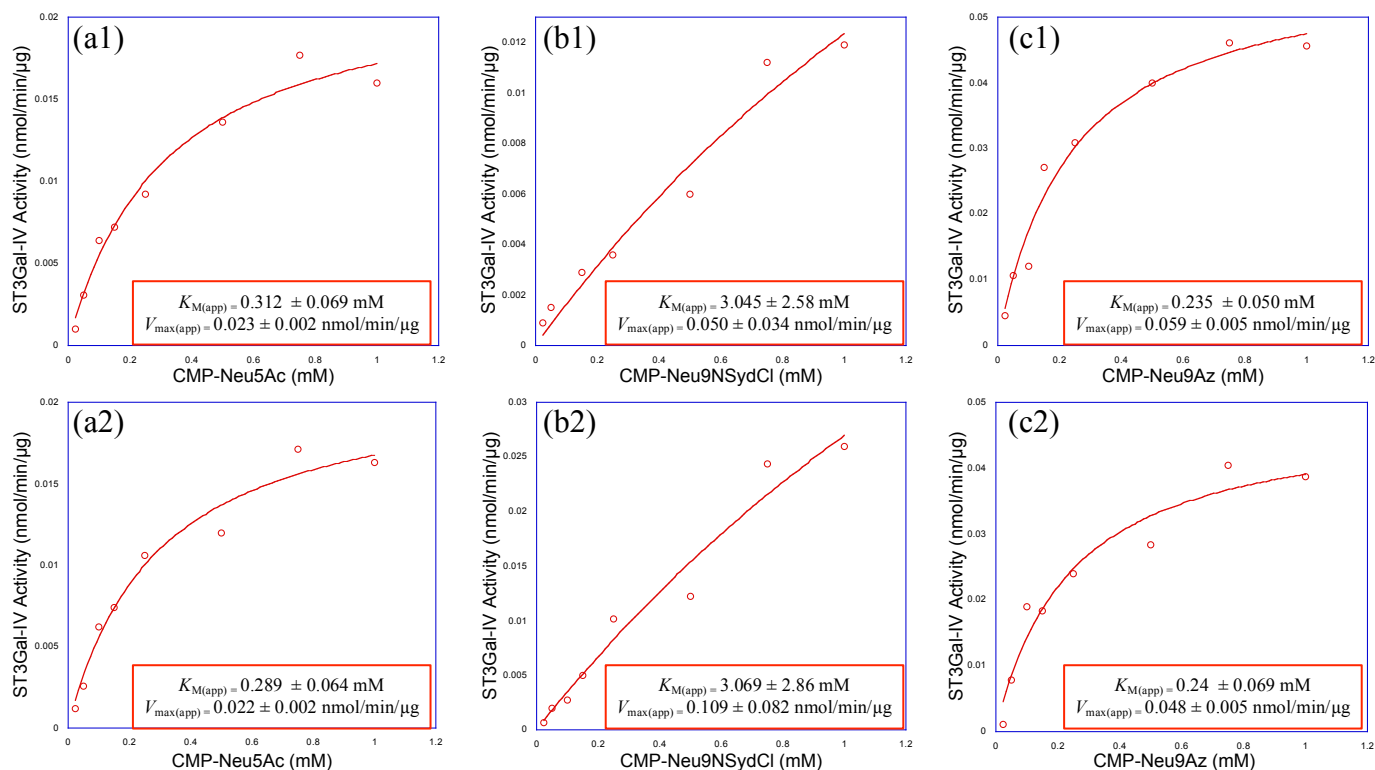 (a1)
ST3Gal-IV Activity (nmol/min/µg)
0.02
0.015
0.01
0.005
0
K_M(app) = 0.312 ± 0.069 mM
V_max(app) = 0.023 ± 0.002 nmol/min/µg
0 0.2 0.4 0.6 0.8 1 1.2
CMP-Neu5Ac (mM)
(b1)
ST3Gal-IV Activity (nmol/min/µg)
0.012
0.01
0.008
0.006
0.004
0.002
0
K_M(app) = 3.045 ± 2.58 mM
V_max(app) = 0.050 ± 0.034 nmol/min/µg
0 0.2 0.4 0.6 0.8 1 1.2
CMP-Neu9NSydCl (mM)
(c1)
ST3Gal-IV Activity (nmol/min/µg)
0.05
0.04
0.03
0.02
0.01
0
K_M(app) = 0.235 ± 0.050 mM
V_max(app) = 0.059 ± 0.005 nmol/min/µg
0 0.2 0.4 0.6 0.8 1 1.2
CMP-Neu9Az (mM)
(a2)
ST3Gal-IV Activity (nmol/min/µg)
0.02
0.015
0.01
0.005
0
K_M(app) = 0.289 ± 0.064 mM
V_max(app) = 0.022 ± 0.002 nmol/min/µg
0 0.2 0.4 0.6 0.8 1 1.2
CMP-Neu5Ac (mM)
(b2)
ST3Gal-IV Activity (nmol/min/µg)
0.03
0.025
0.02
0.015
0.01
0.005
0
K_M(app) = 3.069 ± 2.86 mM
V_max(app) = 0.109 ± 0.082 nmol/min/µg
0 0.2 0.4 0.6 0.8 1 1.2
CMP-Neu9NSydCl (mM)
(c2)
ST3Gal-IV Activity (nmol/min/µg)
0.05
0.04
0.03
0.02
0.01
0
K_M(app) = 0.24 ± 0.069 mM
V_max(app) = 0.048 ± 0.005 nmol/min/µg
0 0.2 0.4 0.6 0.8 1 1.2
CMP-Neu9Az (mM)